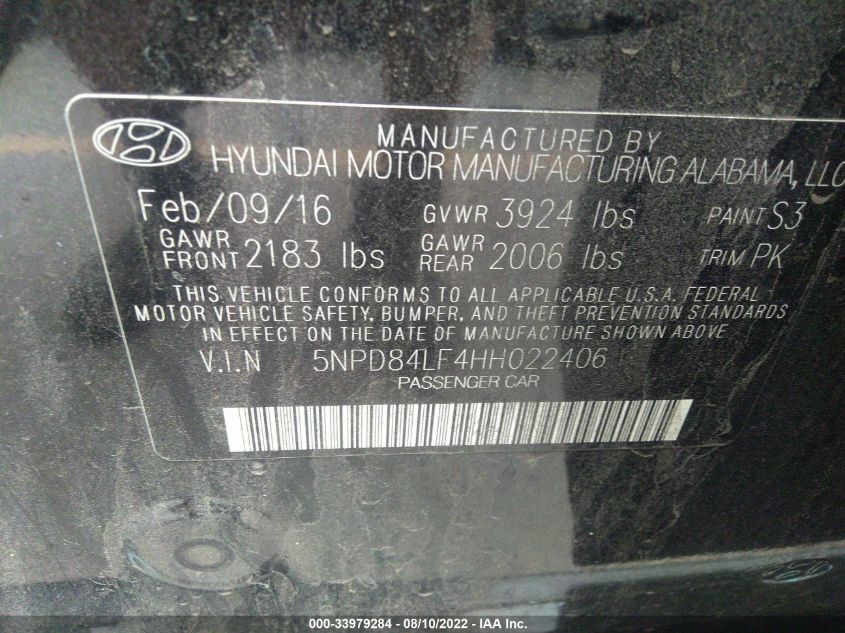 MANUFACTURED BY
HYUNDAI MOTOR MANUFACTURING ALABAMA, LLC
Feb/09/16 GVWR 3924 lbs PAINT S3
GAWR FRONT 2183 lbs GAWR REAR 2006 lbs TRIM PK
THIS VEHICLE CONFORMS TO ALL APPLICABLE U.S.A. FEDERAL
MOTOR VEHICLE SAFETY, BUMPER, AND THEFT PREVENTION STANDARDS
IN EFFECT ON THE DATE OF MANUFACTURE SHOWN ABOVE
V.I.N 5NPD84LF4HH022406
PASSENGER CAR
000-33979284 - 08/10/2022 - IAA Inc.